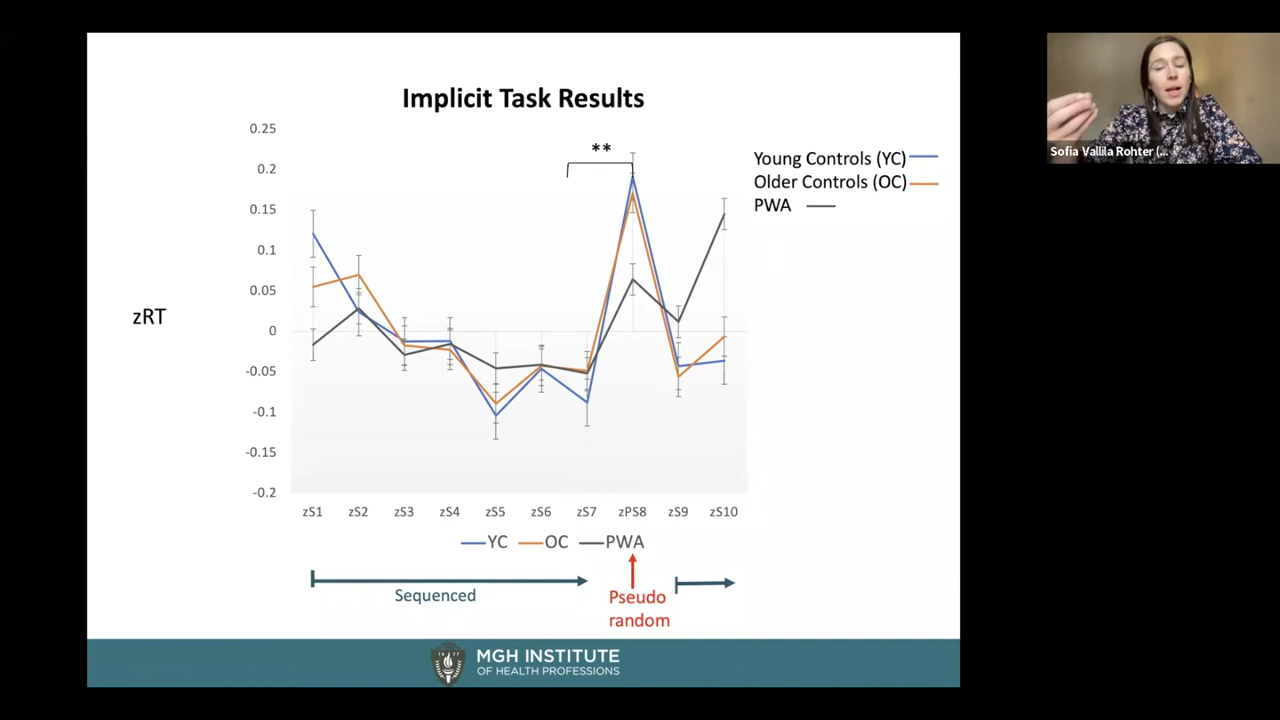 Implicit Task Results
0.25
0.2
0.15
0.1
0.05
0
-0.05
-0.1
-0.15
-0.2
zRT
**
Young Controls (YC)
Older Controls (OC)
PWA
zS1 zS2 zS3 zS4 zS5 zS6 zS7 zPS8 zS9 zS10
YC OC PWA
Sequenced
Pseudo
random
1977
MGH INSTITUTE
OF HEALTH PROFESSIONS
Sofia Vallila Rohter (...